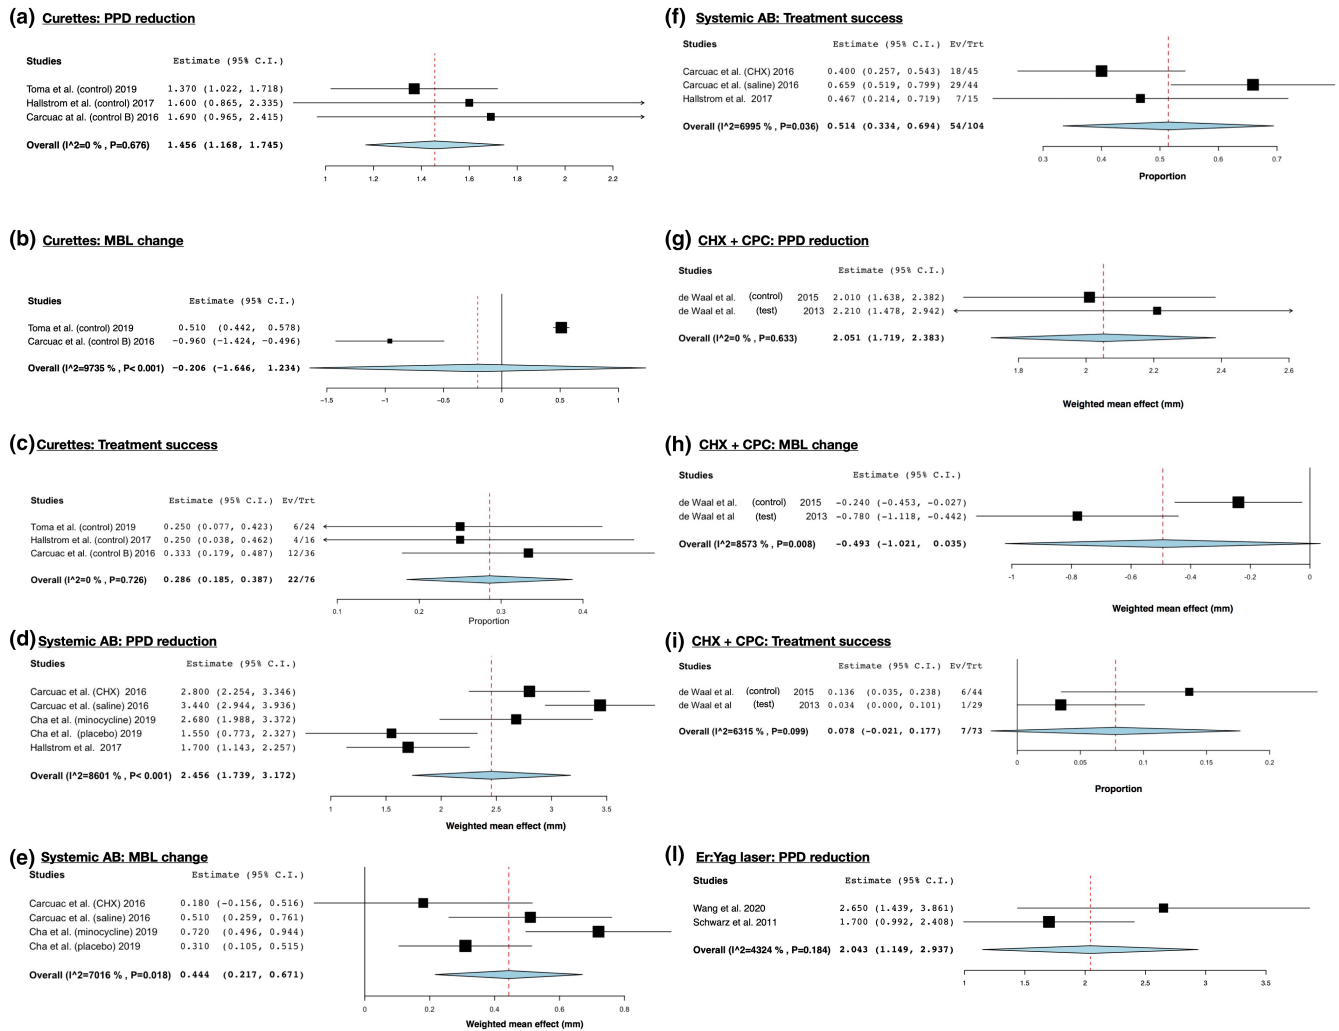 (a) Curettes: PPD reduction
Studies Estimate (95% C.I.)
Toma et al. (control) 2019 1.370 (1.022, 1.718)
Hallstrom et al. (control) 2017 1.600 (0.865, 2.335)
Carcuac at al. (control B) 2016 1.690 (0.965, 2.415)
Overall (I^2=0 % , P=0.676) 1.456 (1.168, 1.745)
1 1.2 1.4 1.6 1.8 2 2.2
(b) Curettes: MBL change
Studies Estimate (95% C.I.)
Toma et al. (control) 2019 0.510 (0.442, 0.578)
Carcuac et al. (control B) 2016 −0.960 (−1.424, −0.496)
Overall (I^2=9735 % , P< 0.001) −0.206 (−1.646, 1.234)
−1.5 −1 −0.5 0 0.5 1
(c) Curettes: Treatment success
Studies Estimate (95% C.I.) Ev/Trt
Toma et al. (control) 2019 0.250 (0.077, 0.423) 6/24
Hallstrom et al. (control) 2017 0.250 (0.038, 0.462) 4/16
Carcuac et al. (control B) 2016 0.333 (0.179, 0.487) 12/36
Overall (I^2=0 % , P=0.726) 0.286 (0.185, 0.387) 22/76
0.1 0.2 0.3 0.4
Proportion
(d) Systemic AB: PPD reduction
Studies Estimate (95% C.I.)
Carcuac et al. (CHX) 2016 2.800 (2.254, 3.346)
Carcuac et al. (saline) 2016 3.440 (2.944, 3.936)
Cha et al. (minocycline) 2019 2.680 (1.988, 3.372)
Cha et al. (placebo) 2019 1.550 (0.773, 2.327)
Hallstrom et al. 2017 1.700 (1.143, 2.257)
Overall (I^2=8601 % , P< 0.001) 2.456 (1.739, 3.172)
1 1.5 2 2.5 3 3.5
Weighted mean effect (mm)
(e) Systemic AB: MBL change
Studies Estimate (95% C.I.)
Carcuac et al. (CHX) 2016 0.180 (−0.156, 0.516)
Carcuac et al. (saline) 2016 0.510 (0.259, 0.761)
Cha et al. (minocycline) 2019 0.720 (0.496, 0.944)
Cha et al. (placebo) 2019 0.310 (0.105, 0.515)
Overall (I^2=7016 % , P=0.018) 0.444 (0.217, 0.671)
0 0.2 0.4 0.6 0.8
Weighted mean effect (mm)
(f) Systemic AB: Treatment success
Studies Estimate (95% C.I.) Ev/Trt
Carcuac et al. (CHX) 2016 0.400 (0.257, 0.543) 18/45
Carcuac et al. (saline) 2016 0.659 (0.519, 0.799) 29/44
Hallstrom et al. 2017 0.467 (0.214, 0.719) 7/15
Overall (I^2=6995 % , P=0.036) 0.514 (0.334, 0.694) 54/104
0.3 0.4 0.5 0.6 0.7
Proportion
(g) CHX + CPC: PPD reduction
Studies Estimate (95% C.I.)
de Waal et al. (control) 2015 2.010 (1.638, 2.382)
de Waal et al. (test) 2013 2.210 (1.478, 2.942)
Overall (I^2=0 % , P=0.633) 2.051 (1.719, 2.383)
1.8 2 2.2 2.4 2.6
Weighted mean effect (mm)
(h) CHX + CPC: MBL change
Studies Estimate (95% C.I.)
de Waal et al. (control) 2015 −0.240 (−0.453, −0.027)
de Waal et al (test) 2013 −0.780 (−1.118, −0.442)
Overall (I^2=8573 % , P=0.008) −0.493 (−1.021, 0.035)
-1 -0.8 -0.6 -0.4 -0.2 0
Weighted mean effect (mm)
(i) CHX + CPC: Treatment success
Studies Estimate (95% C.I.) Ev/Trt
de Waal et al. (control) 2015 0.136 (0.035, 0.238) 6/44
de Waal et al (test) 2013 0.034 (0.000, 0.101) 1/29
Overall (I^2=6315 % , P=0.099) 0.078 (−0.021, 0.177) 7/73
0 0.05 0.1 0.15 0.2
Proportion
(l) Er:Yag laser: PPD reduction
Studies Estimate (95% C.I.)
Wang et al. 2020 2.650 (1.439, 3.861)
Schwarz et al. 2011 1.700 (0.992, 2.408)
Overall (I^2=4324 % , P=0.184) 2.043 (1.149, 2.937)
1 1.5 2 2.5 3 3.5